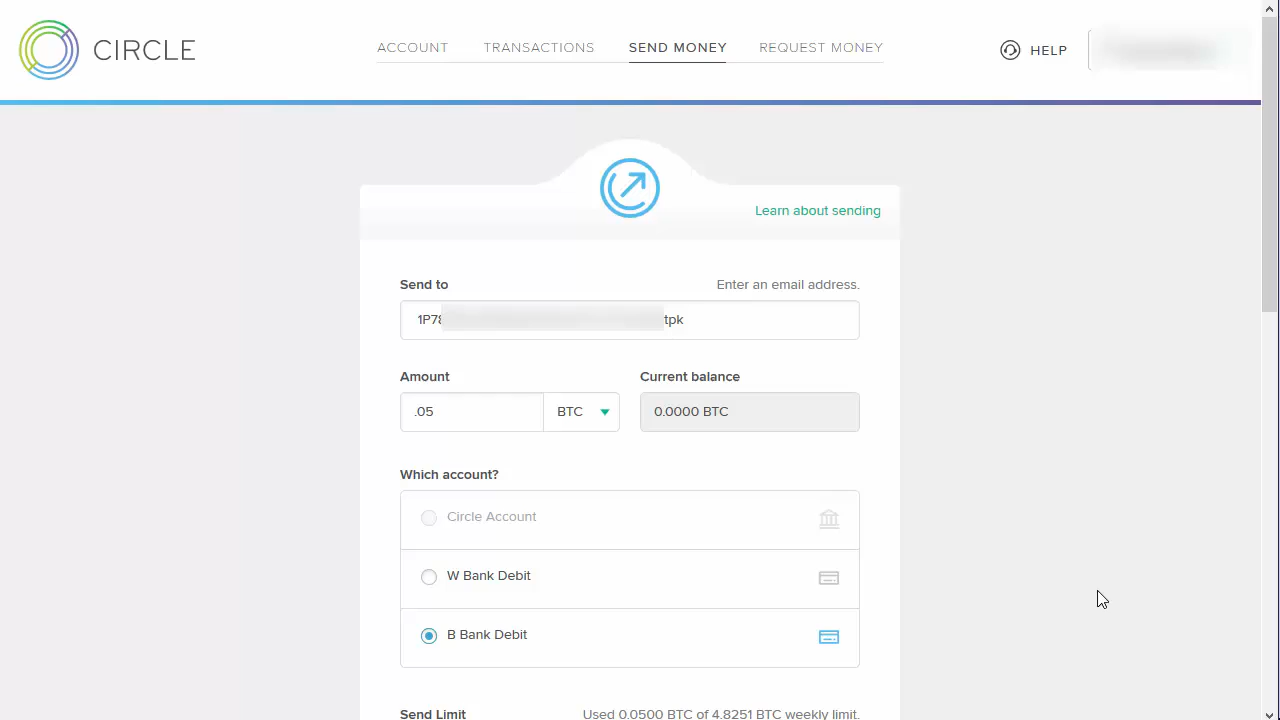 CIRCLE
ACCOUNT
TRANSACTIONS
SEND MONEY
REQUEST MONEY
HELP
Learn about sending
Send to
Enter an email address.
1P78
tpk
Amount
Current balance
.05
BTC
0.0000 BTC
Which account?
Circle Account
W Bank Debit
B Bank Debit
Send Limit
Used 0.0500 BTC of 4.8251 BTC weekly limit.